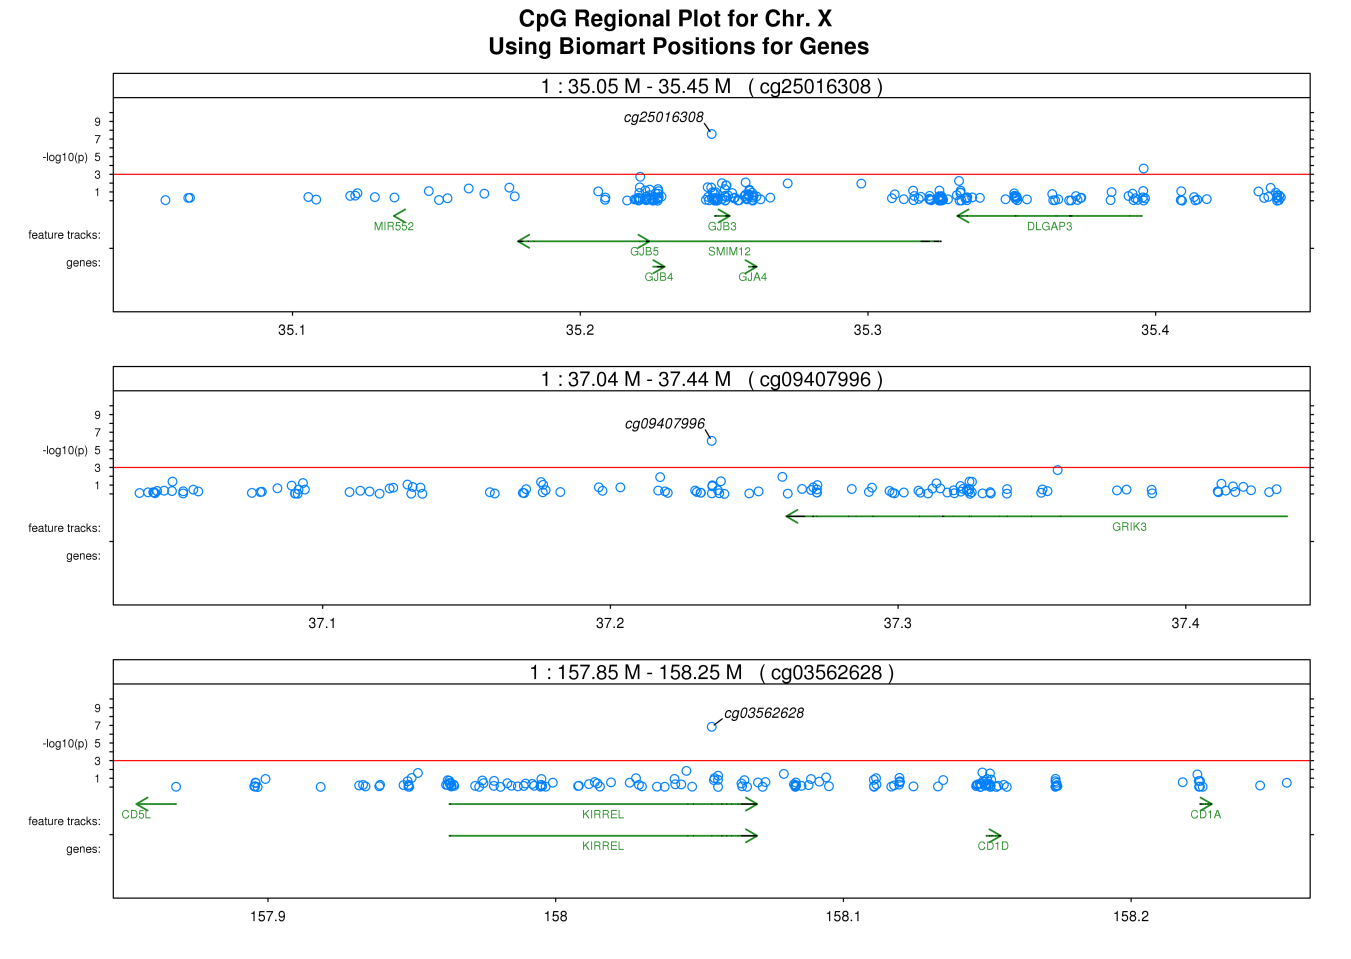 CpG Regional Plot for Chr. X
Using Biomart Positions for Genes
1 : 35.05 M - 35.45 M ( cg25016308 )
cg25016308
9
7
-log10(p) 5
3
1
MIR552
GJB3
DLGAP3
feature tracks:
GJB5
SMIM12
genes:
GJB4
GJA4
35.1
35.2
35.3
35.4
1 : 37.04 M - 37.44 M ( cg09407996 )
cg09407996
9
7
-log10(p) 5
3
1
feature tracks:
GRIK3
genes:
37.1
37.2
37.3
37.4
1 : 157.85 M - 158.25 M ( cg03562628 )
cg03562628
9
7
-log10(p) 5
3
1
CD5L
KIRREL
CD1A
feature tracks:
genes:
KIRREL
CD1D
157.9
158
158.1
158.2